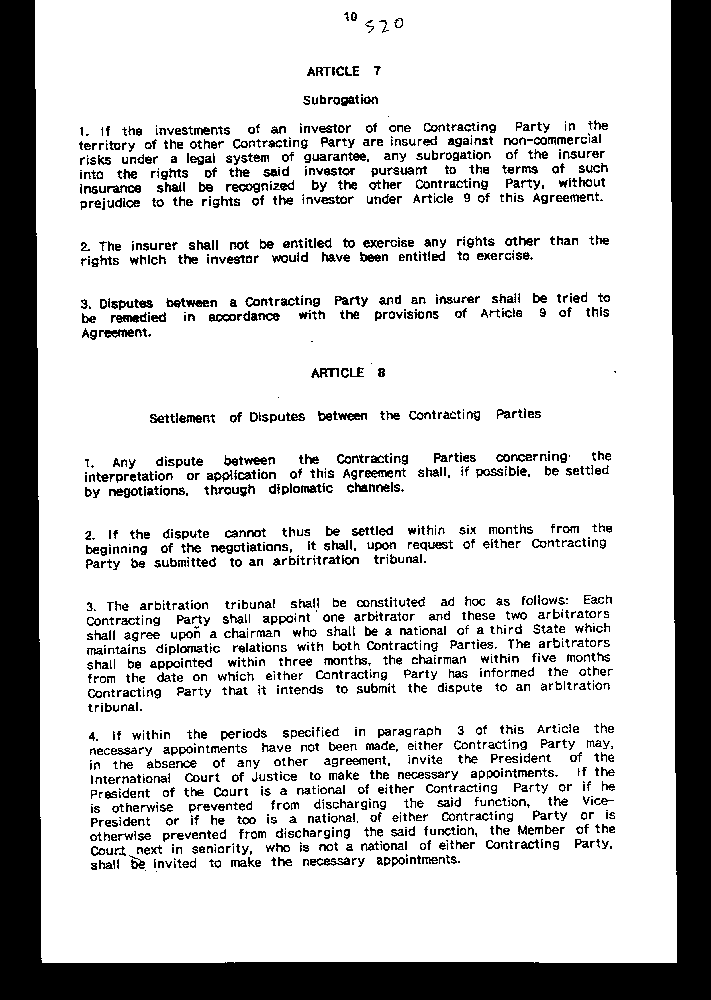 10
520
ARTICLE 7
Subrogation
1. If the investments of an investor of one Contracting Party in the
territory of the other Contracting Party are insured against non-commercial
risks under a legal system of guarantee, any subrogation of the insurer
into the rights of the said investor pursuant to the terms of such
insurance shall be recognized by the other Contracting Party, without
prejudice to the rights of the investor under Article 9 of this Agreement.
2. The insurer shall not be entitled to exercise any rights other than the
rights which the investor would have been entitled to exercise.
3. Disputes between a Contracting Party and an insurer shall be tried to
be remedied in accordance with the provisions of Article 9 of this
Agreement.
ARTICLE 8
Settlement of Disputes between the Contracting Parties
1. Any dispute between the Contracting Parties concerning the
interpretation or application of this Agreement shall, if possible, be settled
by negotiations, through diplomatic channels.
2. If the dispute cannot thus be settled within six months from the
beginning of the negotiations, it shall, upon request of either Contracting
Party be submitted to an arbitritration tribunal.
3. The arbitration tribunal shall be constituted ad hoc as follows: Each
Contracting Party shall appoint one arbitrator and these two arbitrators
shall agree upon a chairman who shall be a national of a third State which
maintains diplomatic relations with both Contracting Parties. The arbitrators
shall be appointed within three months, the chairman within five months
from the date on which either Contracting Party has informed the other
Contracting Party that it intends to submit the dispute to an arbitration
tribunal.
4. If within the periods specified in paragraph 3 of this Article the
necessary appointments have not been made, either Contracting Party may,
in the absence of any other agreement, invite the President of the
International Court of Justice to make the necessary appointments. If the
President of the Court is a national of either Contracting Party or if he
is otherwise prevented from discharging the said function, the Vice-
President or if he too is a national of either Contracting Party or is
otherwise prevented from discharging the said function, the Member of the
Court next in seniority, who is not a national of either Contracting Party,
shall be invited to make the necessary appointments.